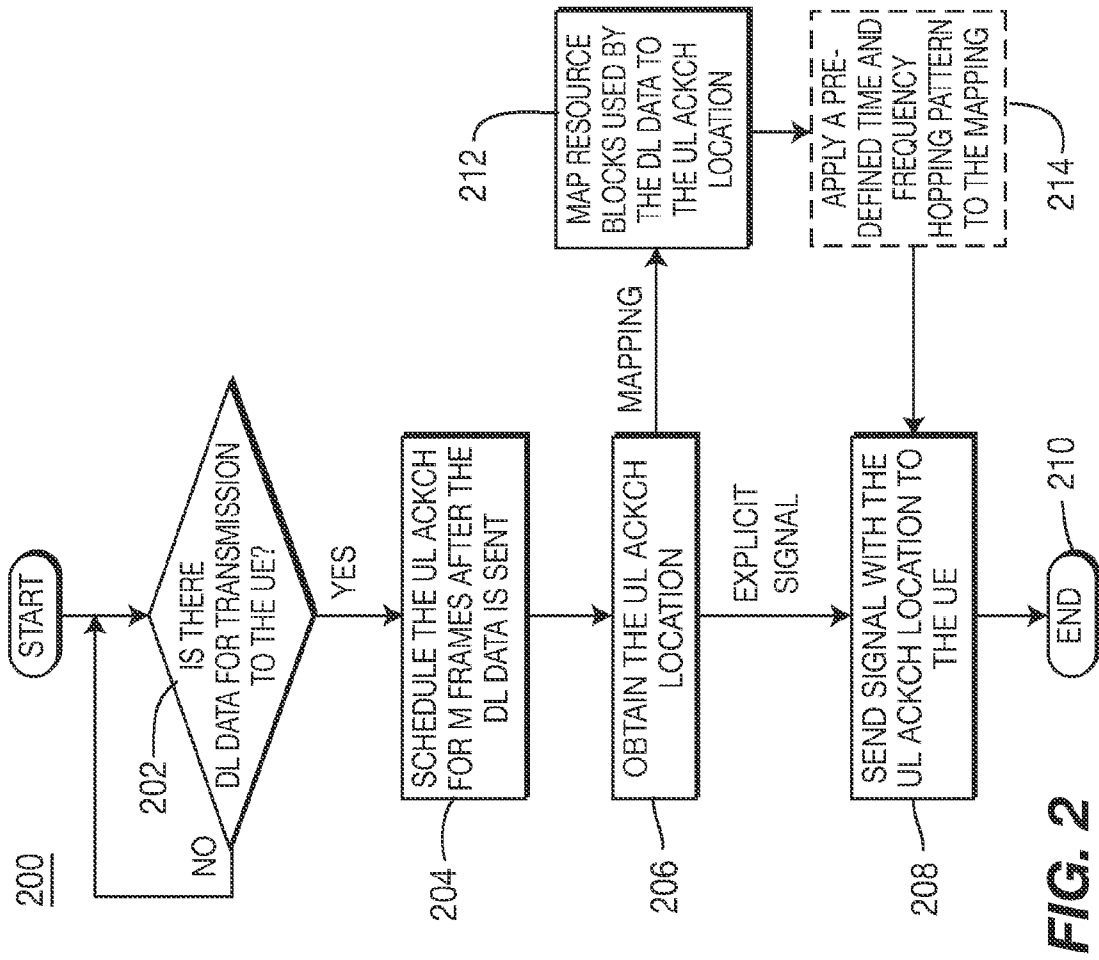 200
START
202
IS THERE
DL DATA FOR TRANSMISSION
TO THE UE?
NO
YES
204
SCHEDULE THE UL ACKCH
FOR M FRAMES AFTER THE
DL DATA IS SENT
206
OBTAIN THE UL ACKCH
LOCATION
MAPPING
212
MAP RESOURCE
BLOCKS USED BY
THE DL DATA TO
THE UL ACKCH
LOCATION
EXPLICIT
SIGNAL
APPLY A PRE-
DEFINED TIME AND
FREQUENCY
HOPPING PATTERN
TO THE MAPPING
214
208
SEND SIGNAL WITH THE
UL ACKCH LOCATION TO
THE UE
210
END
FIG. 2